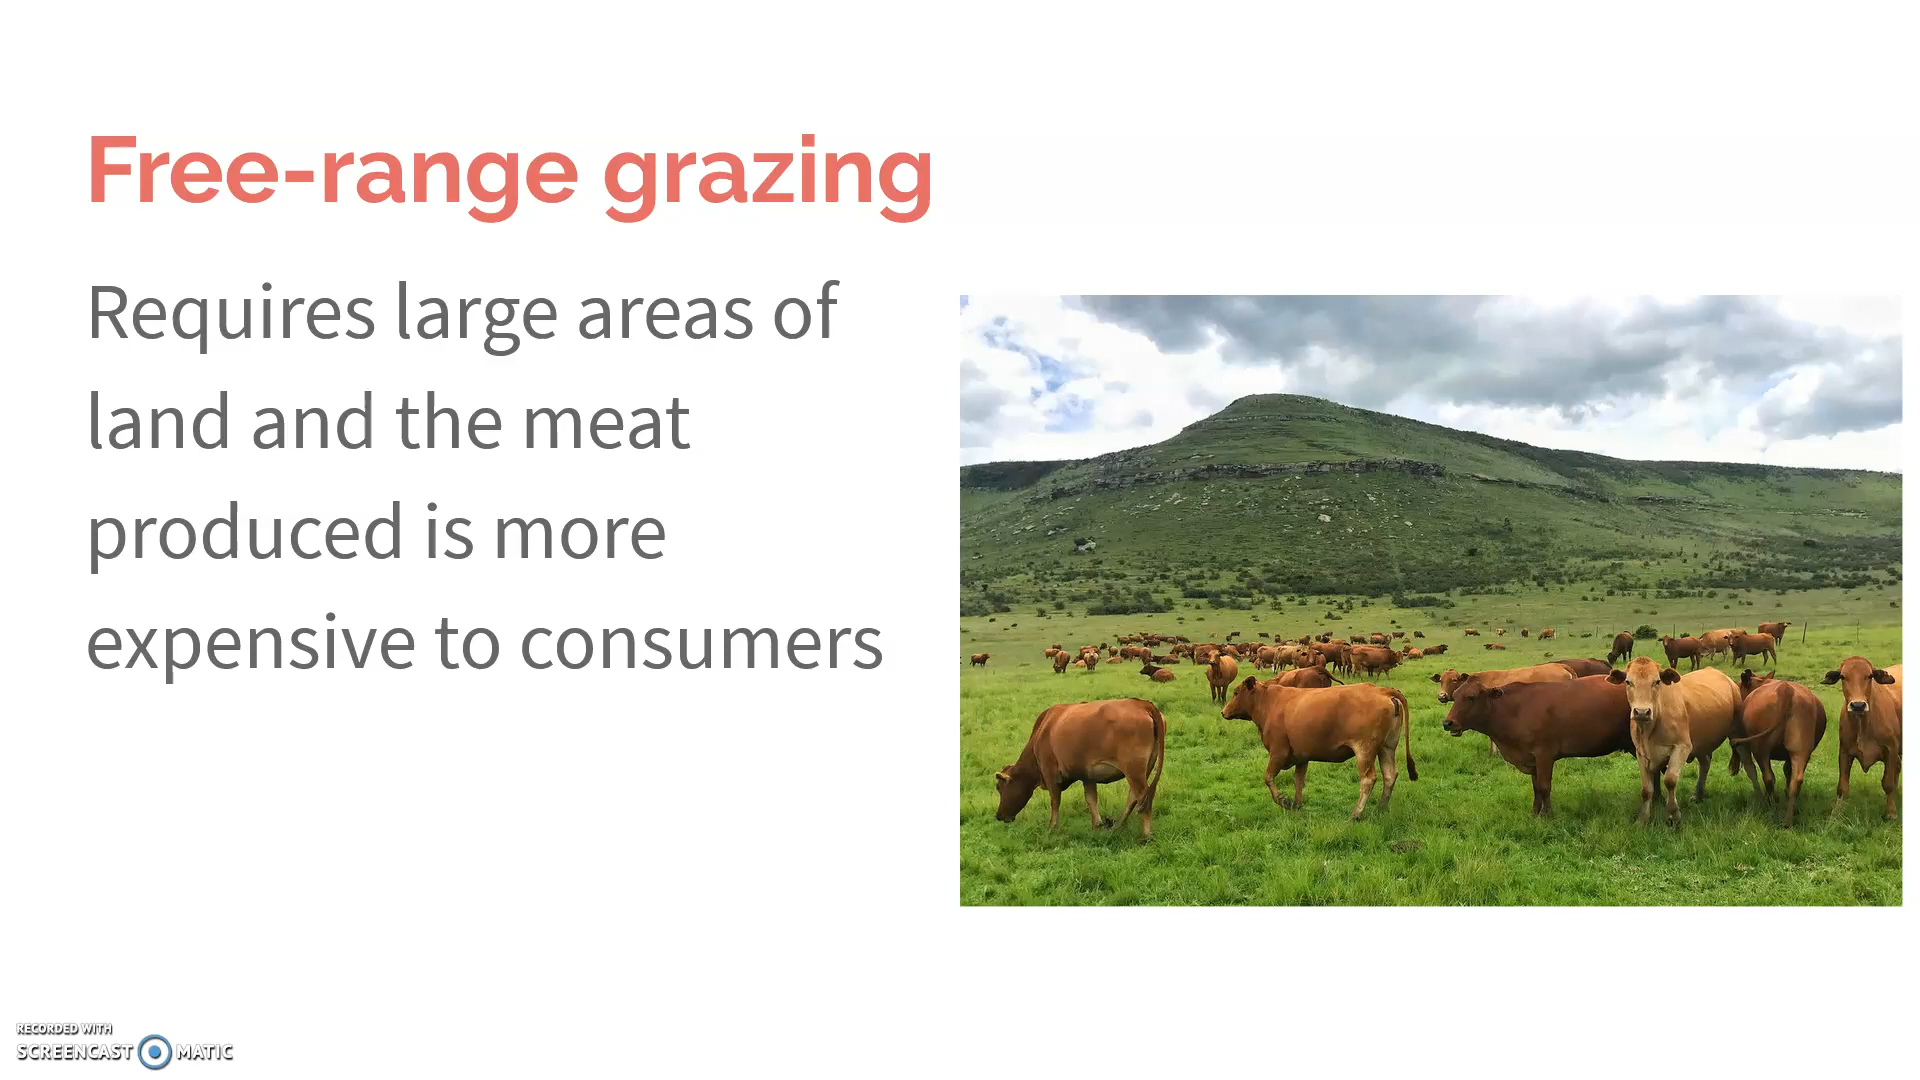 Free-range grazing
Requires large areas of
land and the meat
produced is more
expensive to consumers
RECORDED WITH
SCREENCAST MATIC